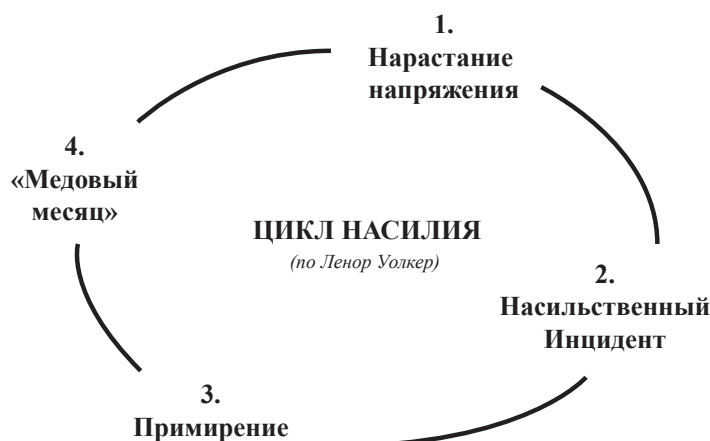 1.
Нарастание
напряжения
4.
«Медовый
месяц»
ЦИКЛ НАСИЛИЯ
(по Ленор Уолкер)
2.
Насильственный
Инцидент
3.
Примирение